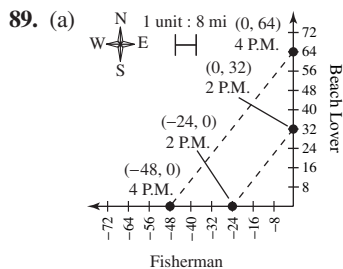 89. (a)
N
W E
S
1 unit : 8 mi
(0, 64)
4 P.M.
(0, 32)
2 P.M.
(−24, 0)
2 P.M.
(−48, 0)
4 P.M.
72
64
56
48
40
32
24
16
8
Beach Lover
−72 −64 −56 −48 −40 −32 −24 −16 −8
Fisherman